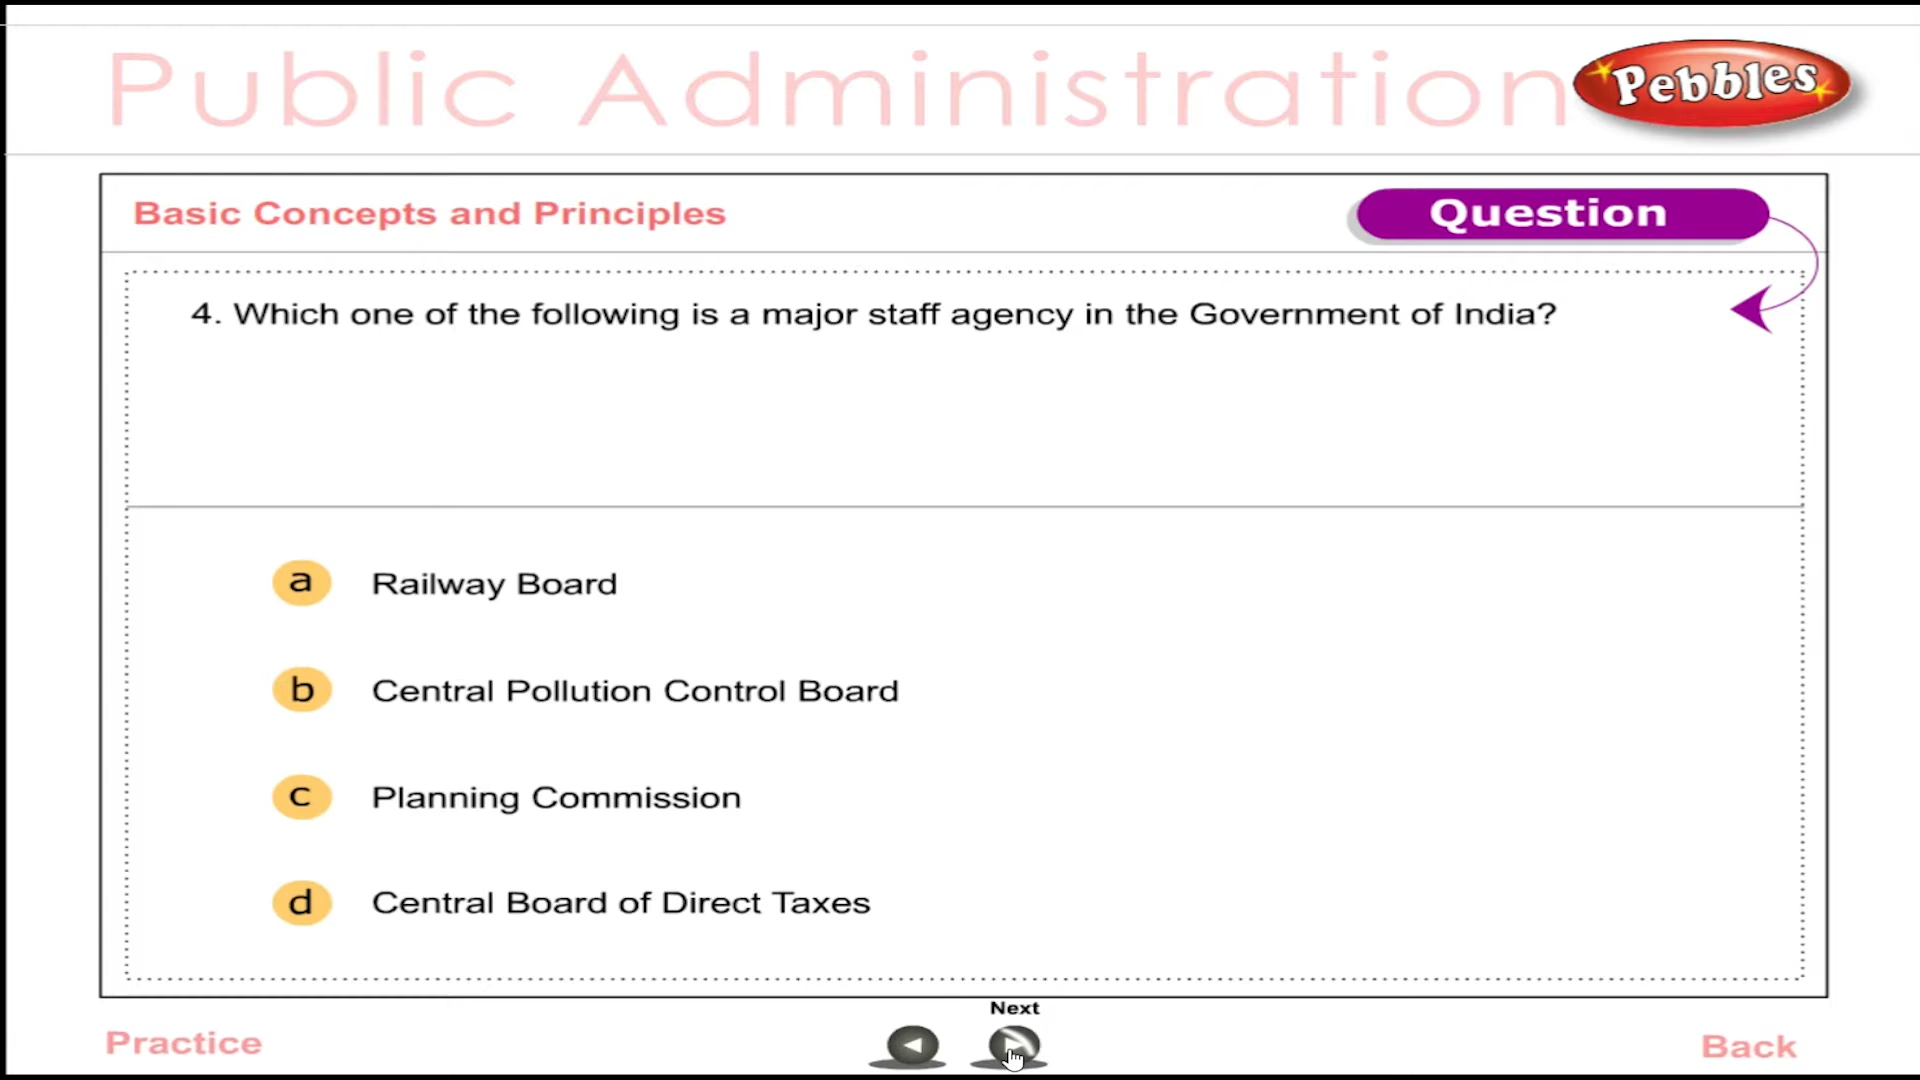 Public Administration
Pebbles
Basic Concepts and Principles
Question
4. Which one of the following is a major staff agency in the Government of India?
a Railway Board
b Central Pollution Control Board
c Planning Commission
d Central Board of Direct Taxes
Next
Practice
Back